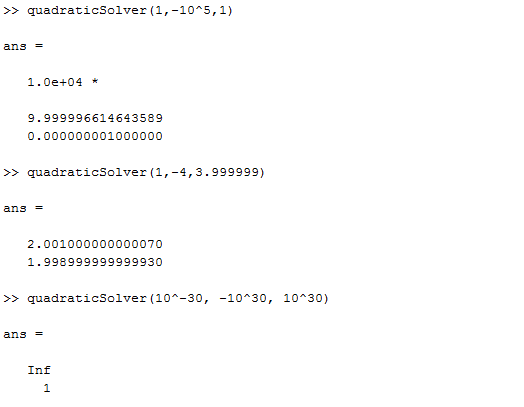 >> quadraticSolver(1,-10^5,1)
ans =
1.0e+04 *
9.999996614643589
0.000000001000000
>> quadraticSolver(1,-4,3.999999)
ans =
2.001000000000070
1.998999999999930
>> quadraticSolver(10^-30, -10^30, 10^30)
ans =
Inf
1